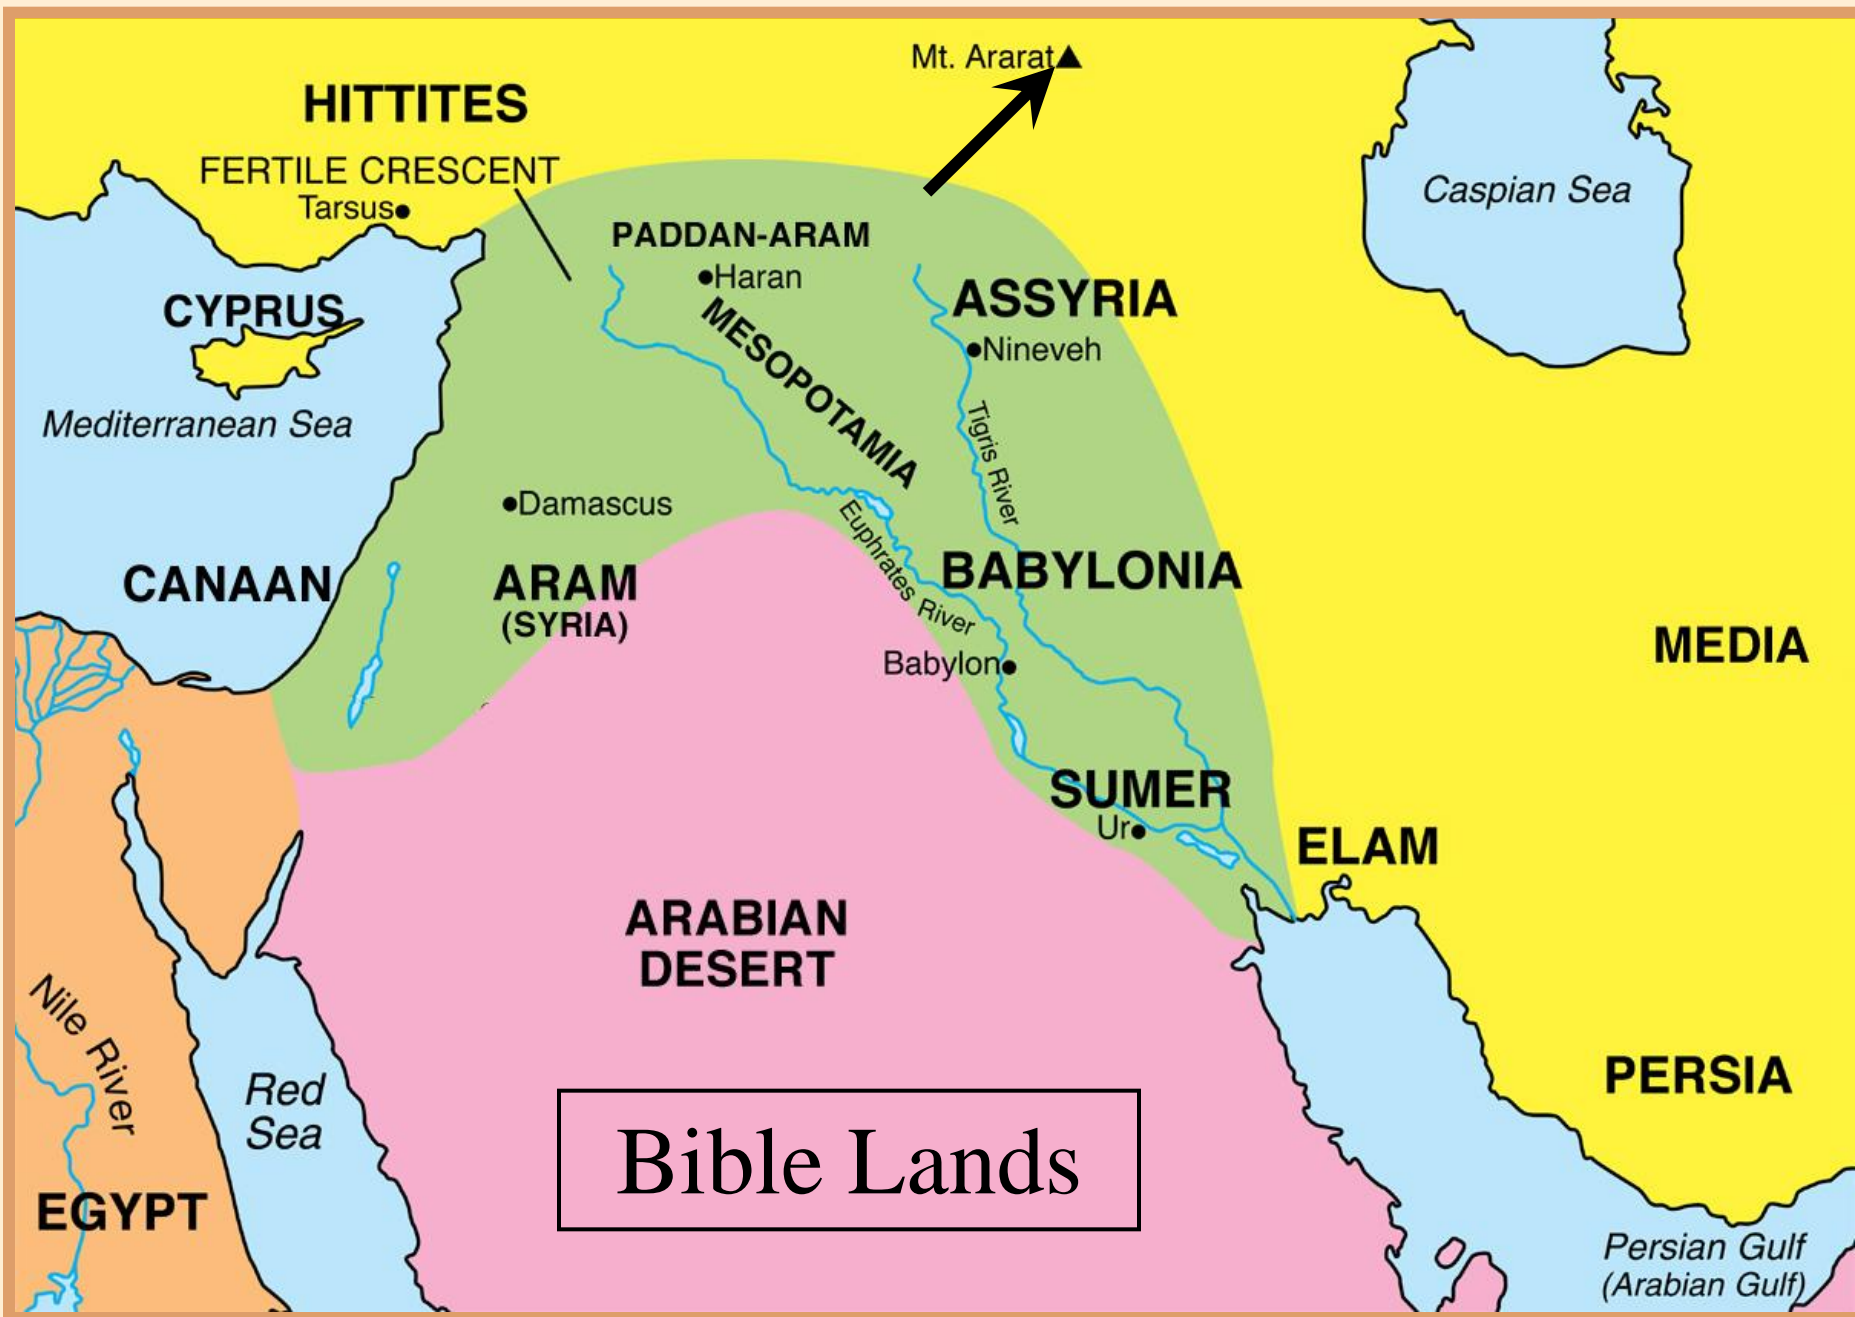 Mt. Ararat
HITTITES
FERTILE CRESCENT
Tarsus
Caspian Sea
PADDAN-ARAM
Haran
CYPRUS
ASSYRIA
MESOPOTAMIA
Nineveh
Mediterranean Sea
Tigris River
Damascus
Euphrates River
CANAAN
ARAM
(SYRIA)
BABYLONIA
MEDIA
Babylon
SUMER
Ur
ELAM
ARABIAN
DESERT
Nile River
Red
Sea
PERSIA
Bible Lands
EGYPT
Persian Gulf
(Arabian Gulf)